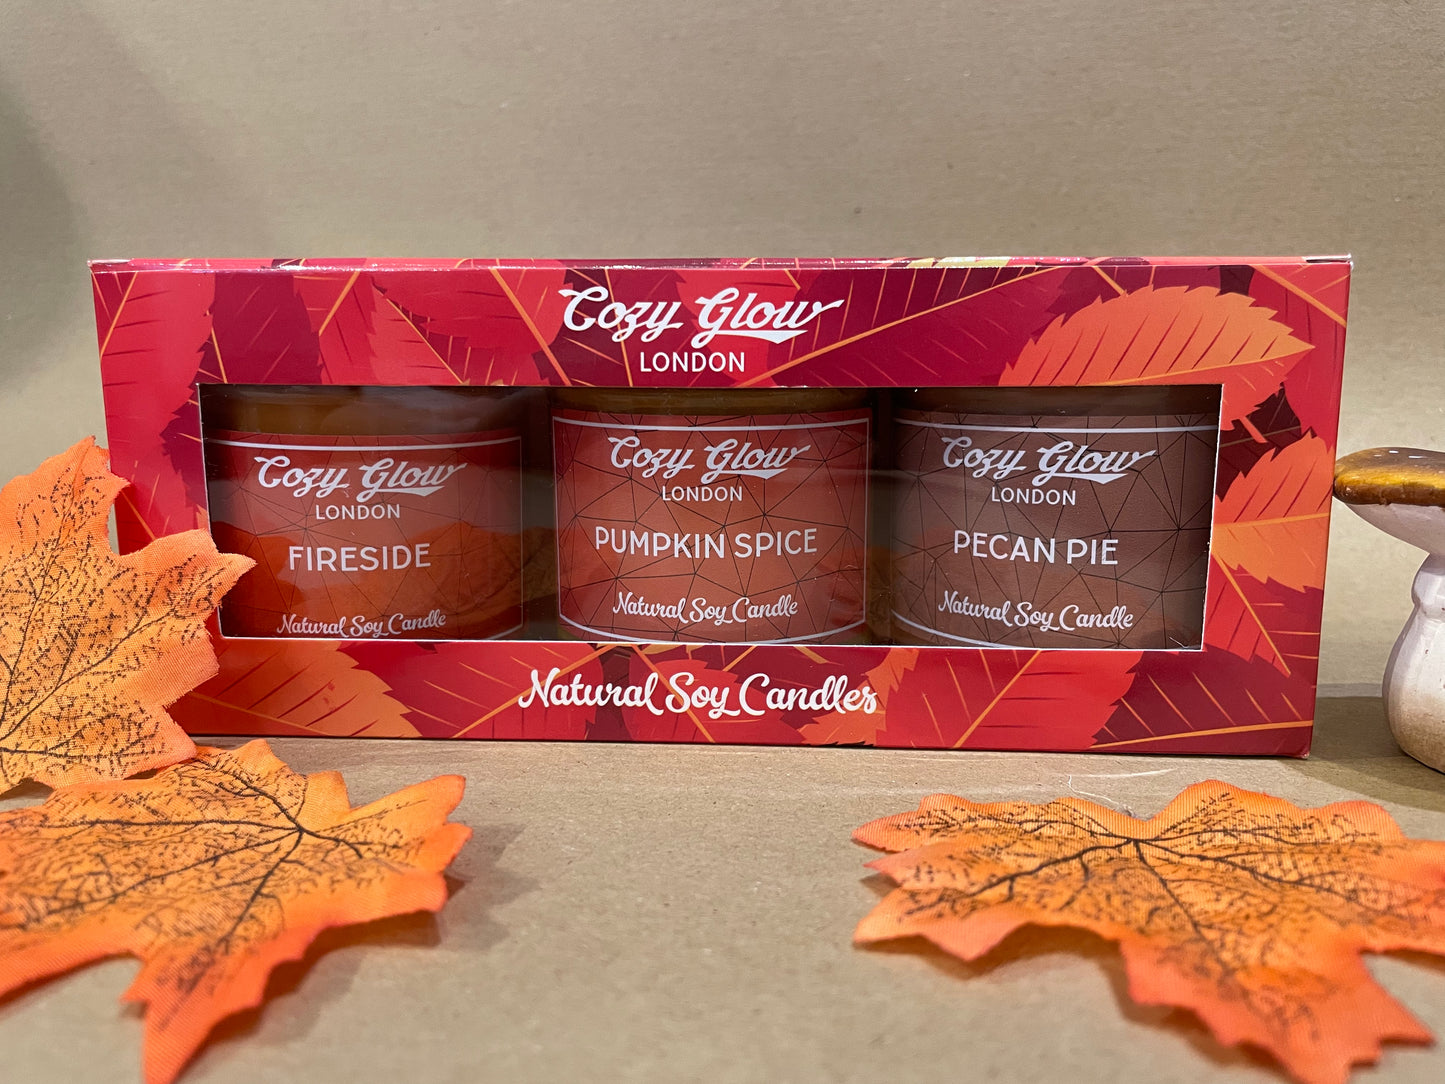 Cozy Glow
LONDON
Cozy Glow
LONDON
FIRESIDE
Natural Soy Candle
Cozy Glow
LONDON
PUMPKIN SPICE
Natural Soy Candle
Cozy Glow
LONDON
PECAN PIE
Natural Soy Candle
Natural Soy Candles